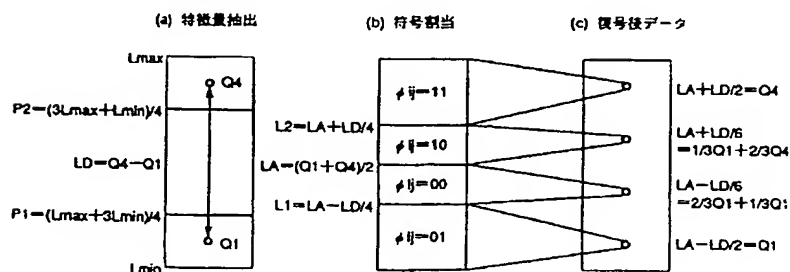 (a) 特徴量抽出
Lmax
Q4
P2=(3Lmax+Lmin)/4
LD=Q4−Q1
P1=(Lmax+3Lmin)/4
Q1
Lmin
(b) 符号割当
φij=11
L2=LA+LD/4
φij=10
LA=(Q1+Q4)/2
φij=00
L1=LA−LD/4
φij=01
(c) 復号後データ
LA+LD/2=Q4
LA+LD/6
=1/3Q1+2/3Q4
LA−LD/6
=2/3Q1+1/3Q
LA−LD/2=Q1